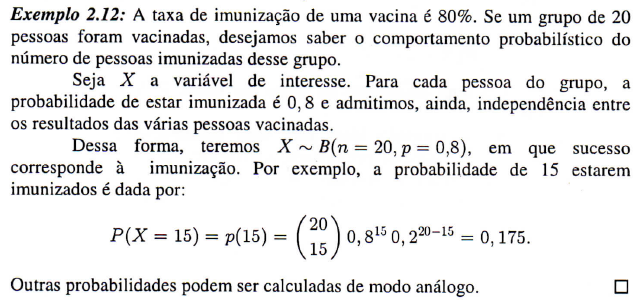 Exemplo 2.12: A taxa de imunização de uma vacina é 80%. Se um grupo de 20
pessoas foram vacinadas, desejamos saber o comportamento probabilístico do
número de pessoas imunizadas desse grupo.
Seja X a variável de interesse. Para cada pessoa do grupo, a
probabilidade de estar imunizada é 0,8 e admitimos, ainda, independência entre
os resultados das várias pessoas vacinadas.
Dessa forma, teremos X ~ B(n = 20, p = 0,8), em que sucesso
corresponde à imunização. Por exemplo, a probabilidade de 15 estarem
imunizados é dada por:
P(X = 15) = p(15) = (20 15) 0,8^15 0,2^20−15 = 0,175.
Outras probabilidades podem ser calculadas de modo análogo. □